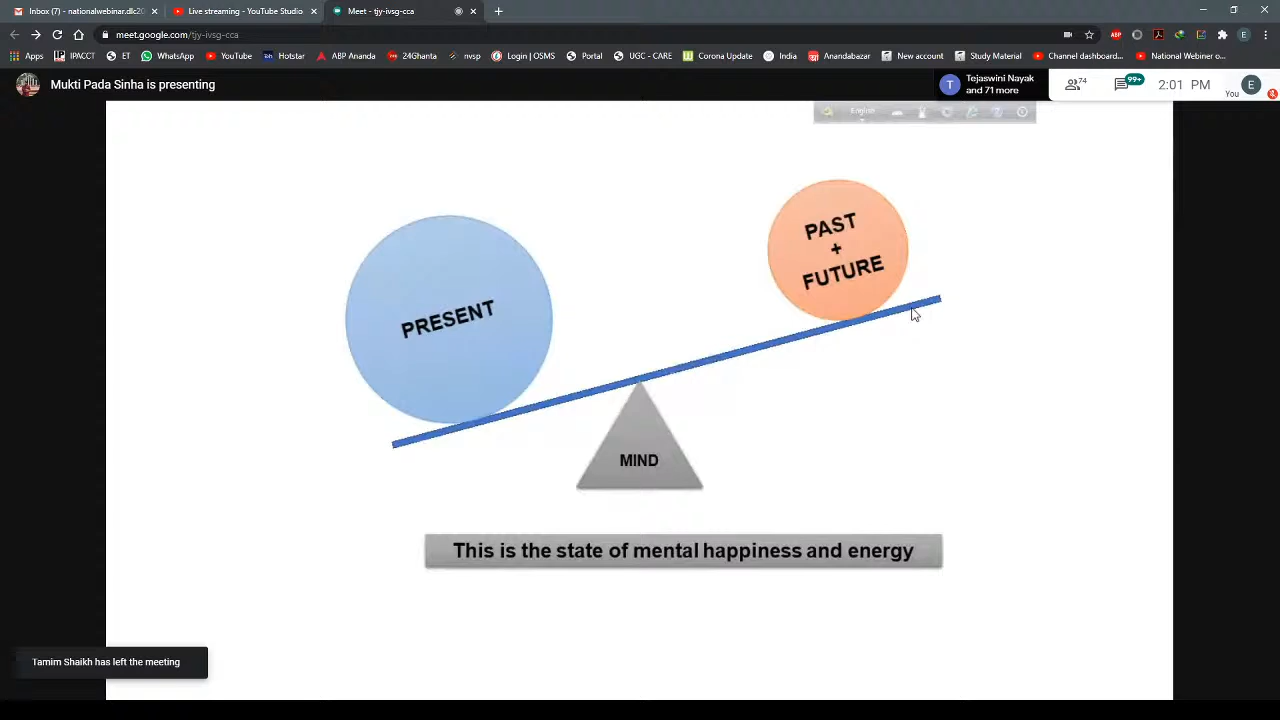 Inbox (7) - nationalwebinar.dlc20
Live streaming - YouTube Studio
Meet - tjy-ivsg-cca
meet.google.com/tjy-ivsg-cca
ABP
E
Apps
IPACCT
ET
WhatsApp
YouTube
Hotstar
ABP Ananda
24Ghanta
nvsp
Login | OSMS
Portal
UGC - CARE
Corona Update
India
Anandabazar
New account
Study Material
Channel dashboard...
National Webinar o...
Mukti Pada Sinha is presenting
T
Tejaswini Nayak
and 71 more
74
99+
2:01 PM
You
E
English
PAST
+
FUTURE
PRESENT
MIND
This is the state of mental happiness and energy
Tamim Shaikh has left the meeting